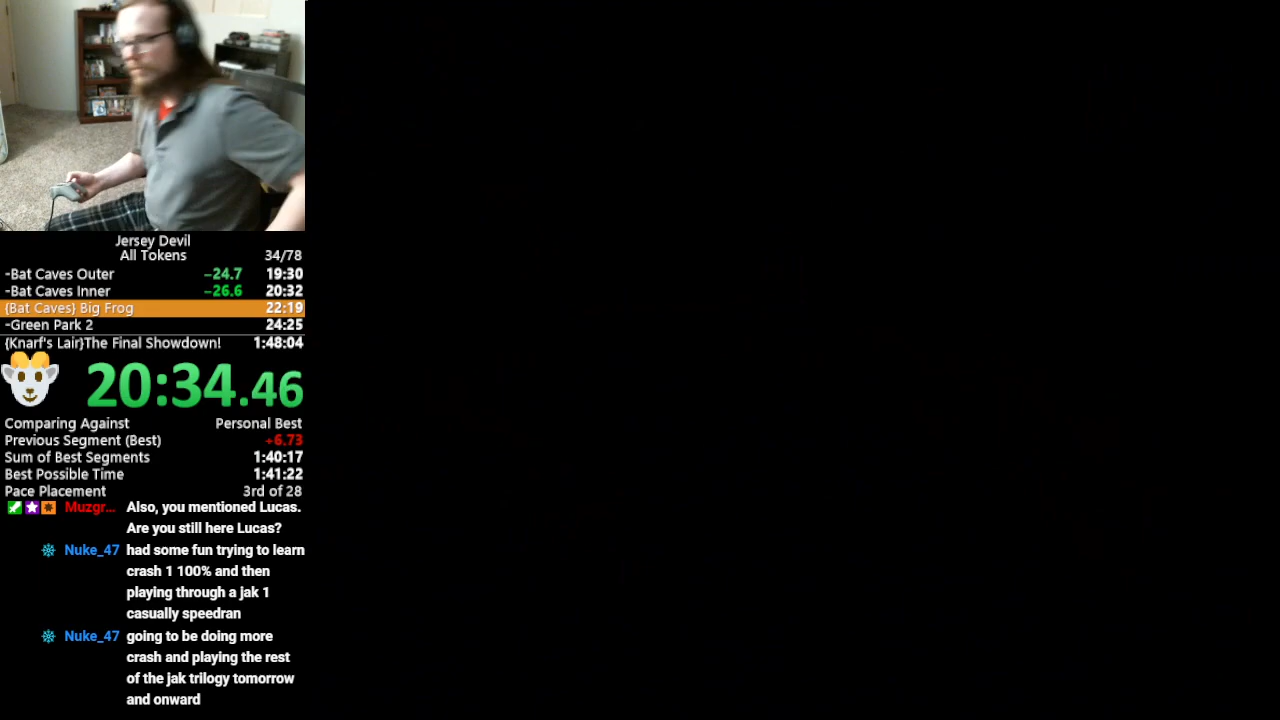 Jersey Devil
All Tokens 34/78
-Bat Caves Outer -24.7 19:30
-Bat Caves Inner -26.6 20:32
{Bat Caves} Big Frog 22:19
-Green Park 2 24:25
{Knarf's Lair}The Final Showdown! 1:48:04
20:34.46
Comparing Against Personal Best
Previous Segment (Best) +6.73
Sum of Best Segments 1:40:17
Best Possible Time 1:41:22
Pace Placement 3rd of 28
Muzgr... Also, you mentioned Lucas.
Are you still here Lucas?
Nuke_47 had some fun trying to learn
crash 1 100% and then
playing through a jak 1
casually speedran
Nuke_47 going to be doing more
crash and playing the rest
of the jak trilogy tomorrow
and onward